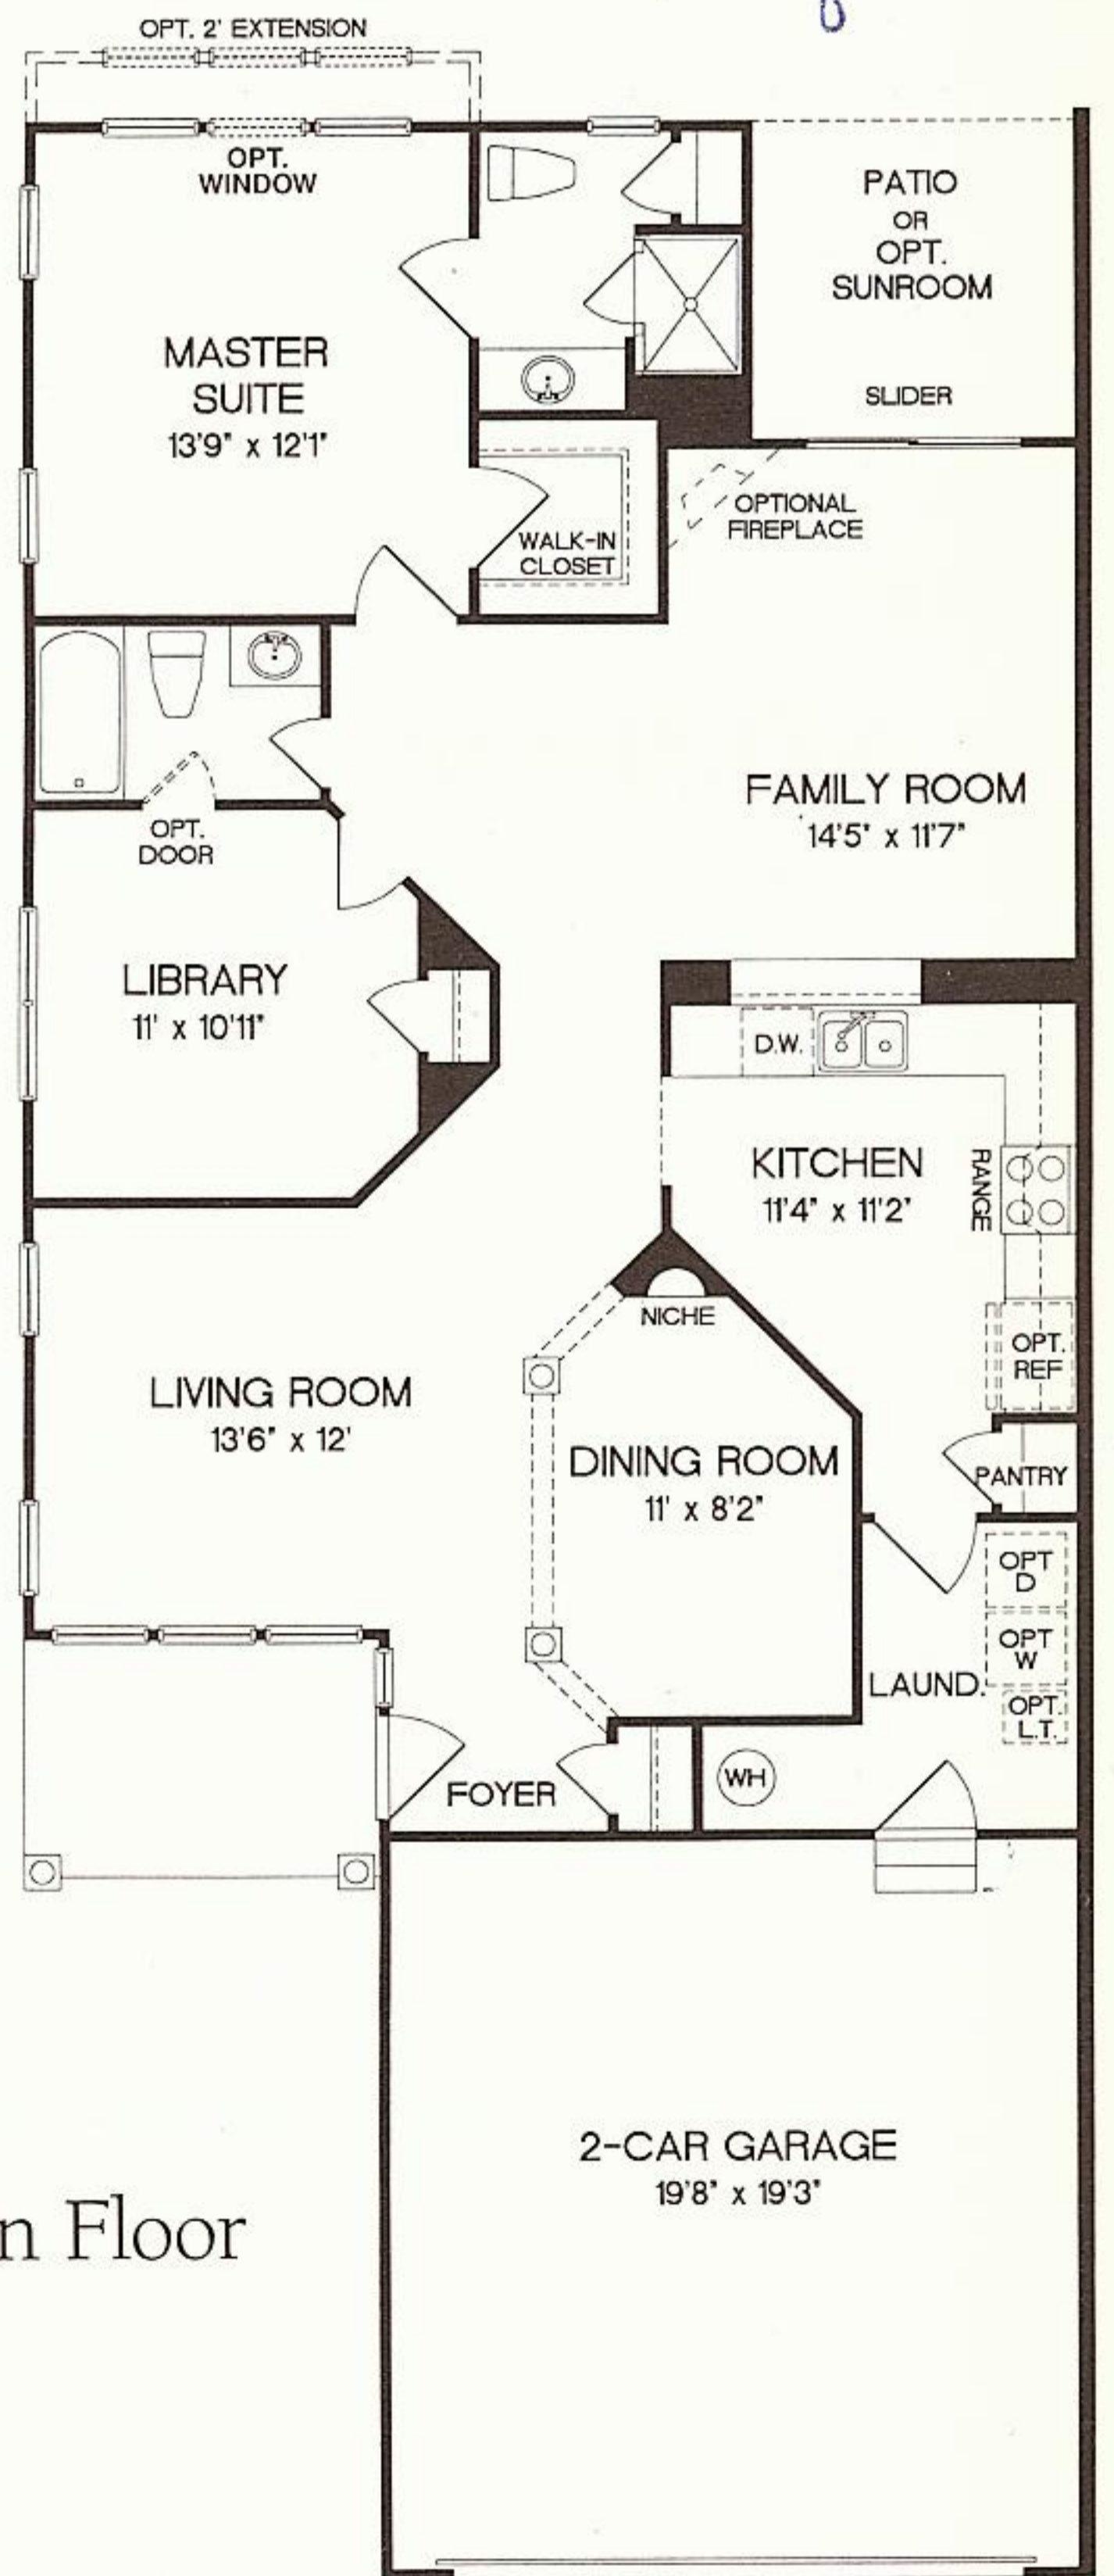 OPT. 2' EXTENSION
OPT.
WINDOW
PATIO
OR
OPT.
SUNROOM
SLIDER
MASTER
SUITE
13'9" x 12'1"
OPTIONAL
FIREPLACE
WALK-IN
CLOSET
FAMILY ROOM
14'5" x 11'7"
OPT.
DOOR
LIBRARY
11' x 10'11"
D.W.
KITCHEN
11'4" x 11'2"
RANGE
NICHE
OPT.
REF
LIVING ROOM
13'6" x 12'
DINING ROOM
11' x 8'2"
PANTRY
OPT
D
OPT
W
LAUND.
OPT.
L.T.
WH
FOYER
2-CAR GARAGE
19'8" x 19'3"
n Floor